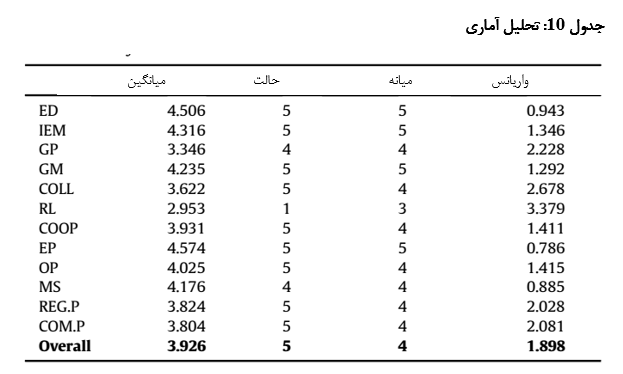 جدول 10: تحلیل آماری
میانگین حالت میانه واریانس
ED 4.506 5 5 0.943
IEM 4.316 5 5 1.346
GP 3.346 4 4 2.228
GM 4.235 5 5 1.292
COLL 3.622 5 4 2.678
RL 2.953 1 3 3.379
COOP 3.931 5 4 1.411
EP 4.574 5 5 0.786
OP 4.025 5 4 1.415
MS 4.176 4 4 0.885
REG.P 3.824 5 4 2.028
COM.P 3.804 5 4 2.081
Overall 3.926 5 4 1.898